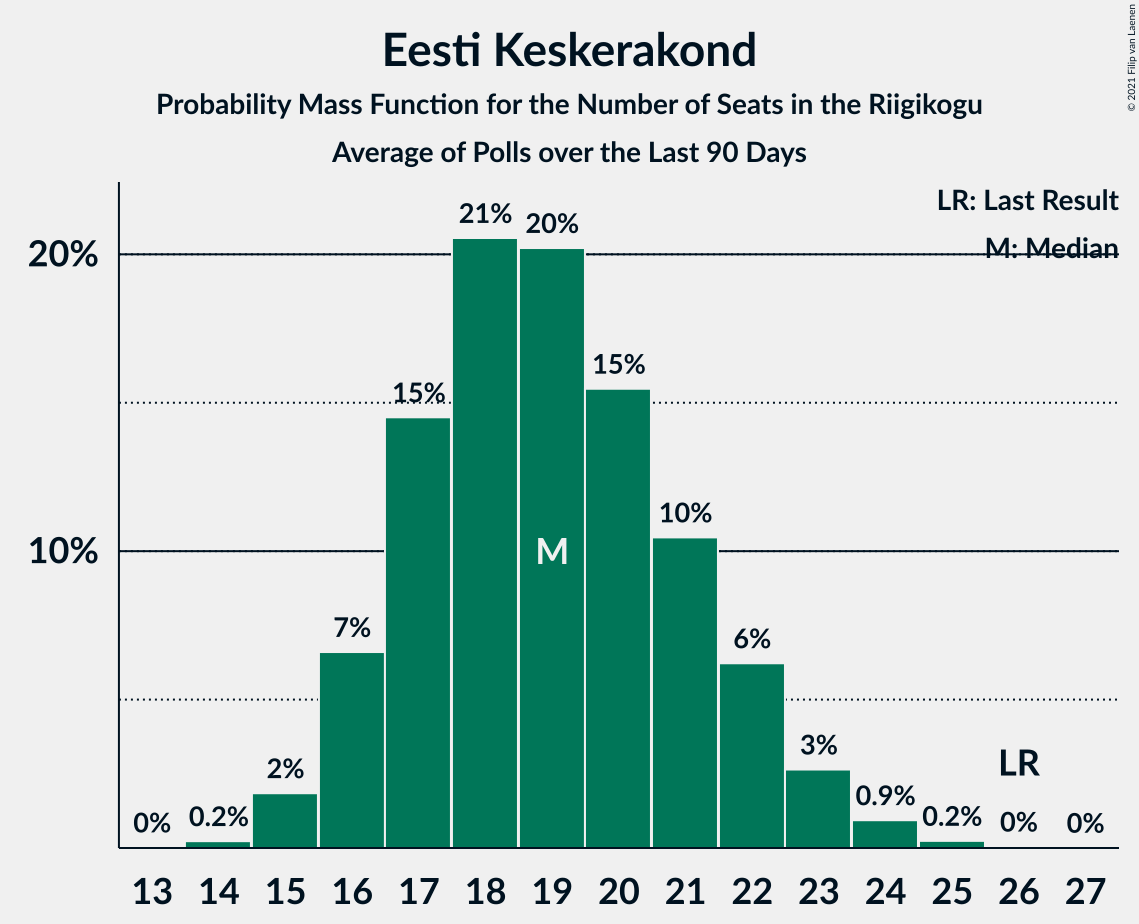 Eesti Keskerakond
Probability Mass Function for the Number of Seats in the Riigikogu
Average of Polls over the Last 90 Days
© 2021 Filip van Laenen
LR: Last Result
M: Median
20%
10%
0%
0.2%
2%
7%
15%
21%
20%
15%
10%
6%
3%
0.9%
0.2%
0%
0%
M
LR
13 14 15 16 17 18 19 20 21 22 23 24 25 26 27